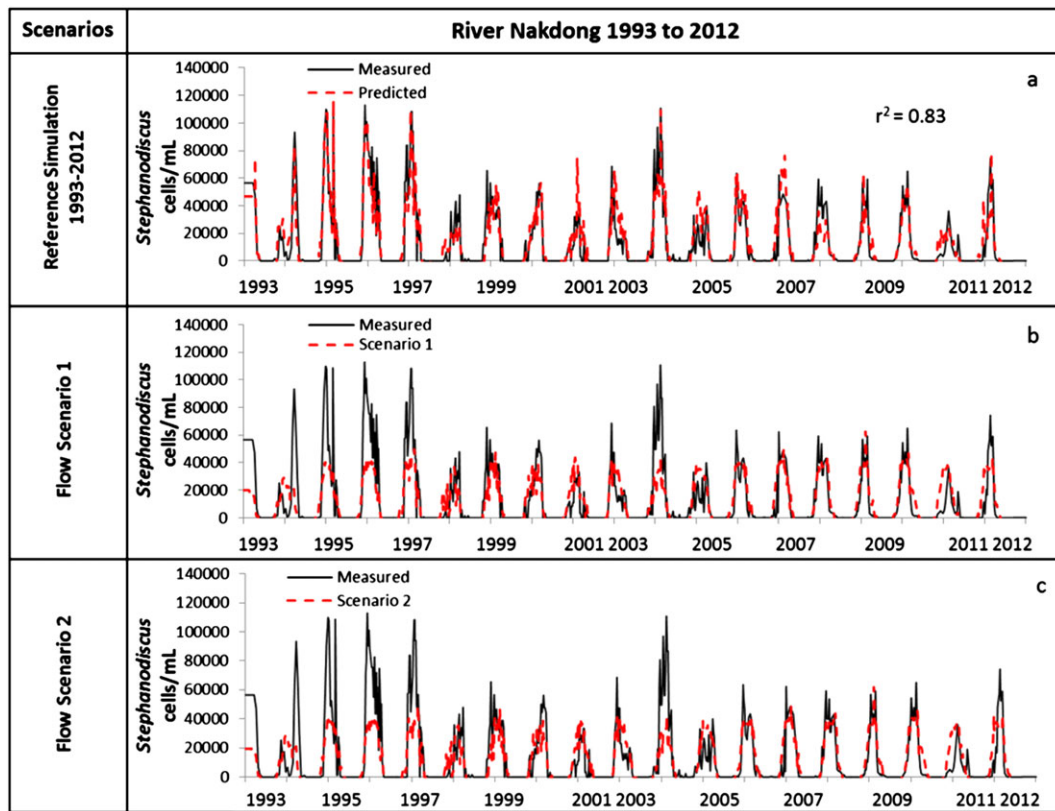 Scenarios
River Nakdong 1993 to 2012
Reference Simulation
1993-2012
Stephanodiscus
cells/mL
140000
120000
100000
80000
60000
40000
20000
0
Measured
Predicted
a
r² = 0.83
1993 1995 1997 1999 2001 2003 2005 2007 2009 2011 2012
Flow Scenario 1
Stephanodiscus
cells/mL
140000
120000
100000
80000
60000
40000
20000
0
Measured
Scenario 1
b
1993 1995 1997 1999 2001 2003 2005 2007 2009 2011 2012
Flow Scenario 2
Stephanodiscus
cells/mL
140000
120000
100000
80000
60000
40000
20000
0
Measured
Scenario 2
c
1993 1995 1997 1999 2001 2003 2005 2007 2009 2011 2012